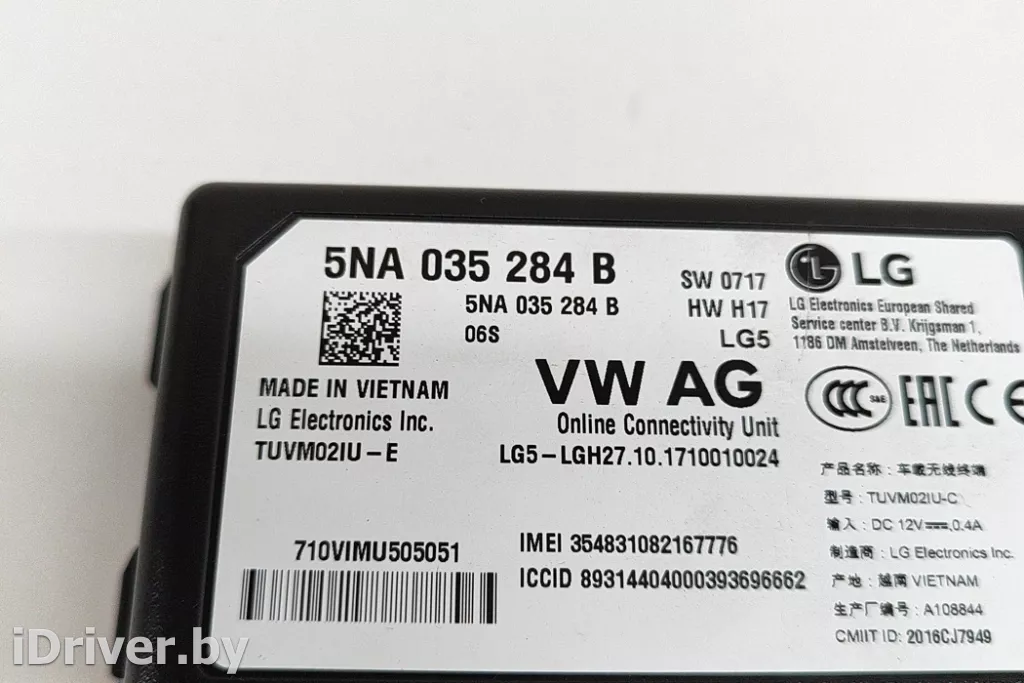 5NA 035 284 B
5NA 035 284 B
06S
SW 0717
HW H17
LG5
LG
LG Electronics European Shared
Service center B.V. Krijgsman 1,
1186 DM Amstelveen, The Netherlands
MADE IN VIETNAM
LG Electronics Inc.
TUVM02IU-E
VW AG
Online Connectivity Unit
LG5-LGH27.10.1710010024
CCC S&E EAC CE
710VIMU505051
IMEI 354831082167776
ICCID 89314404000393696662
产品名称: 车载无线终端
型号: TUVM02IU-C
输入: DC 12V⎓0.4A
制造商: LG Electronics Inc.
产地: 越南 VIETNAM
生产厂编号: A108844
CMIIT ID: 2016CJ7949
iDriver.by